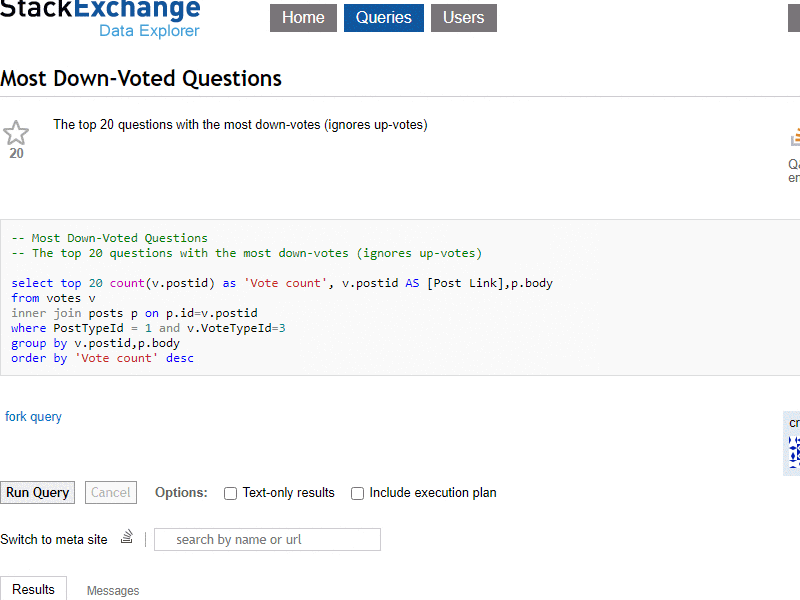 StackExchange
Data Explorer
Home
Queries
Users
Most Down-Voted Questions
20
The top 20 questions with the most down-votes (ignores up-votes)
-- Most Down-Voted Questions
-- The top 20 questions with the most down-votes (ignores up-votes)
select top 20 count(v.postid) as 'Vote count', v.postid AS [Post Link],p.body
from votes v
inner join posts p on p.id=v.postid
where PostTypeId = 1 and v.VoteTypeId=3
group by v.postid,p.body
order by 'Vote count' desc
fork query
Run Query
Cancel
Options:
Text-only results
Include execution plan
Switch to meta site
search by name or url
Results
Messages